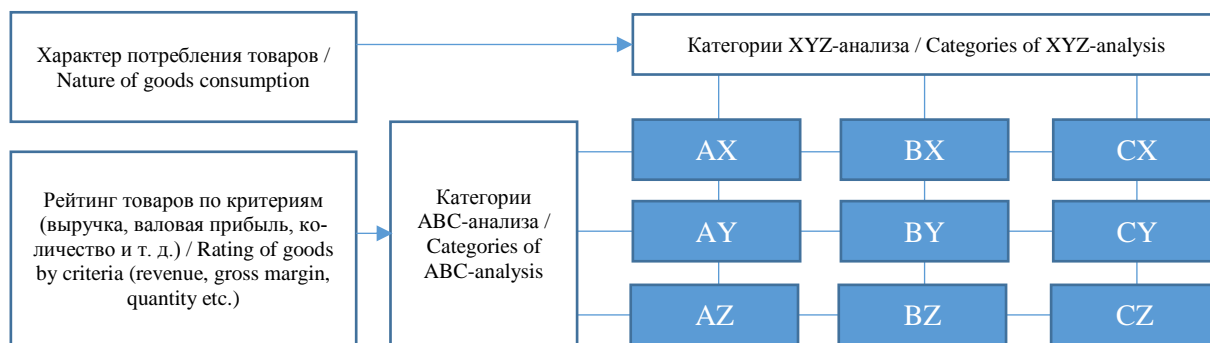 Характер потребления товаров /
Nature of goods consumption
Категории XYZ-анализа / Categories of XYZ-analysis
Рейтинг товаров по критериям
(выручка, валовая прибыль, ко-
личество и т. д.) / Rating of goods
by criteria (revenue, gross margin,
quantity etc.)
Категории
ABC-анализа /
Categories of
ABC-analysis
AX BX CX
AY BY CY
AZ BZ CZ